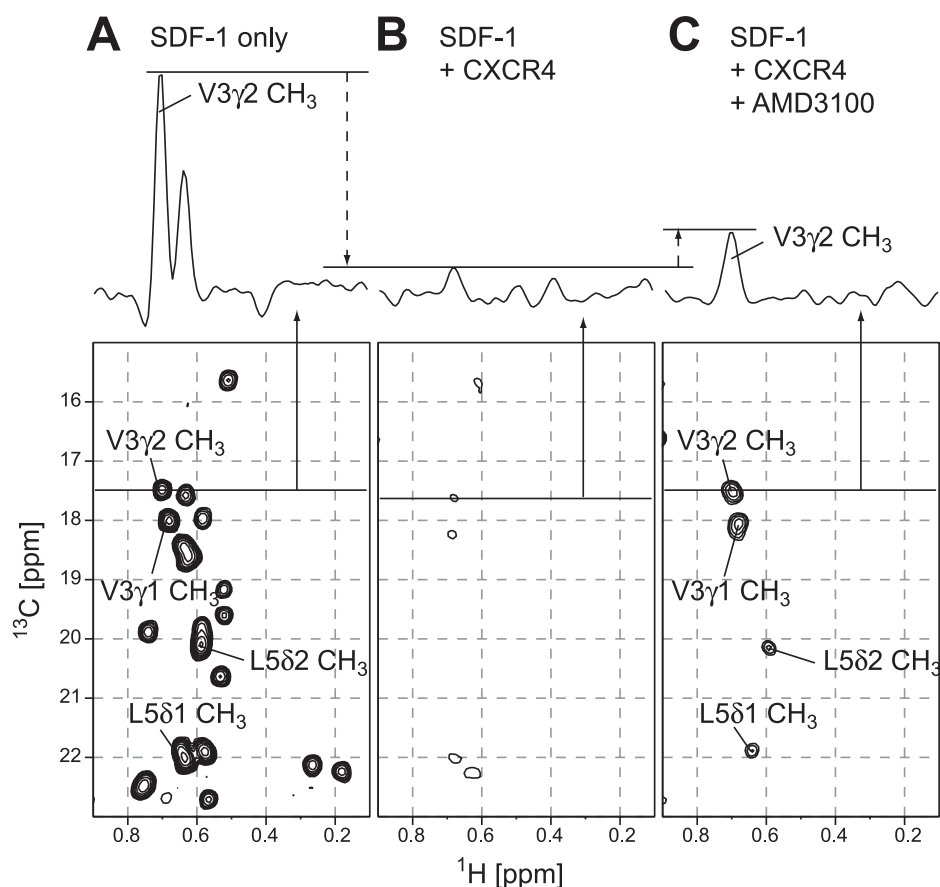 A SDF-1 only
B SDF-1
+ CXCR4
C SDF-1
+ CXCR4
+ AMD3100
V3γ2 CH₃
V3γ2 CH₃
16
17
18
19
20
21
22
¹³C [ppm]
V3γ2 CH₃
V3γ1 CH₃
L5δ2 CH₃
L5δ1 CH₃
V3γ2 CH₃
V3γ1 CH₃
L5δ2 CH₃
L5δ1 CH₃
0.8 0.6 0.4 0.2
0.8 0.6 0.4 0.2
0.8 0.6 0.4 0.2
¹H [ppm]